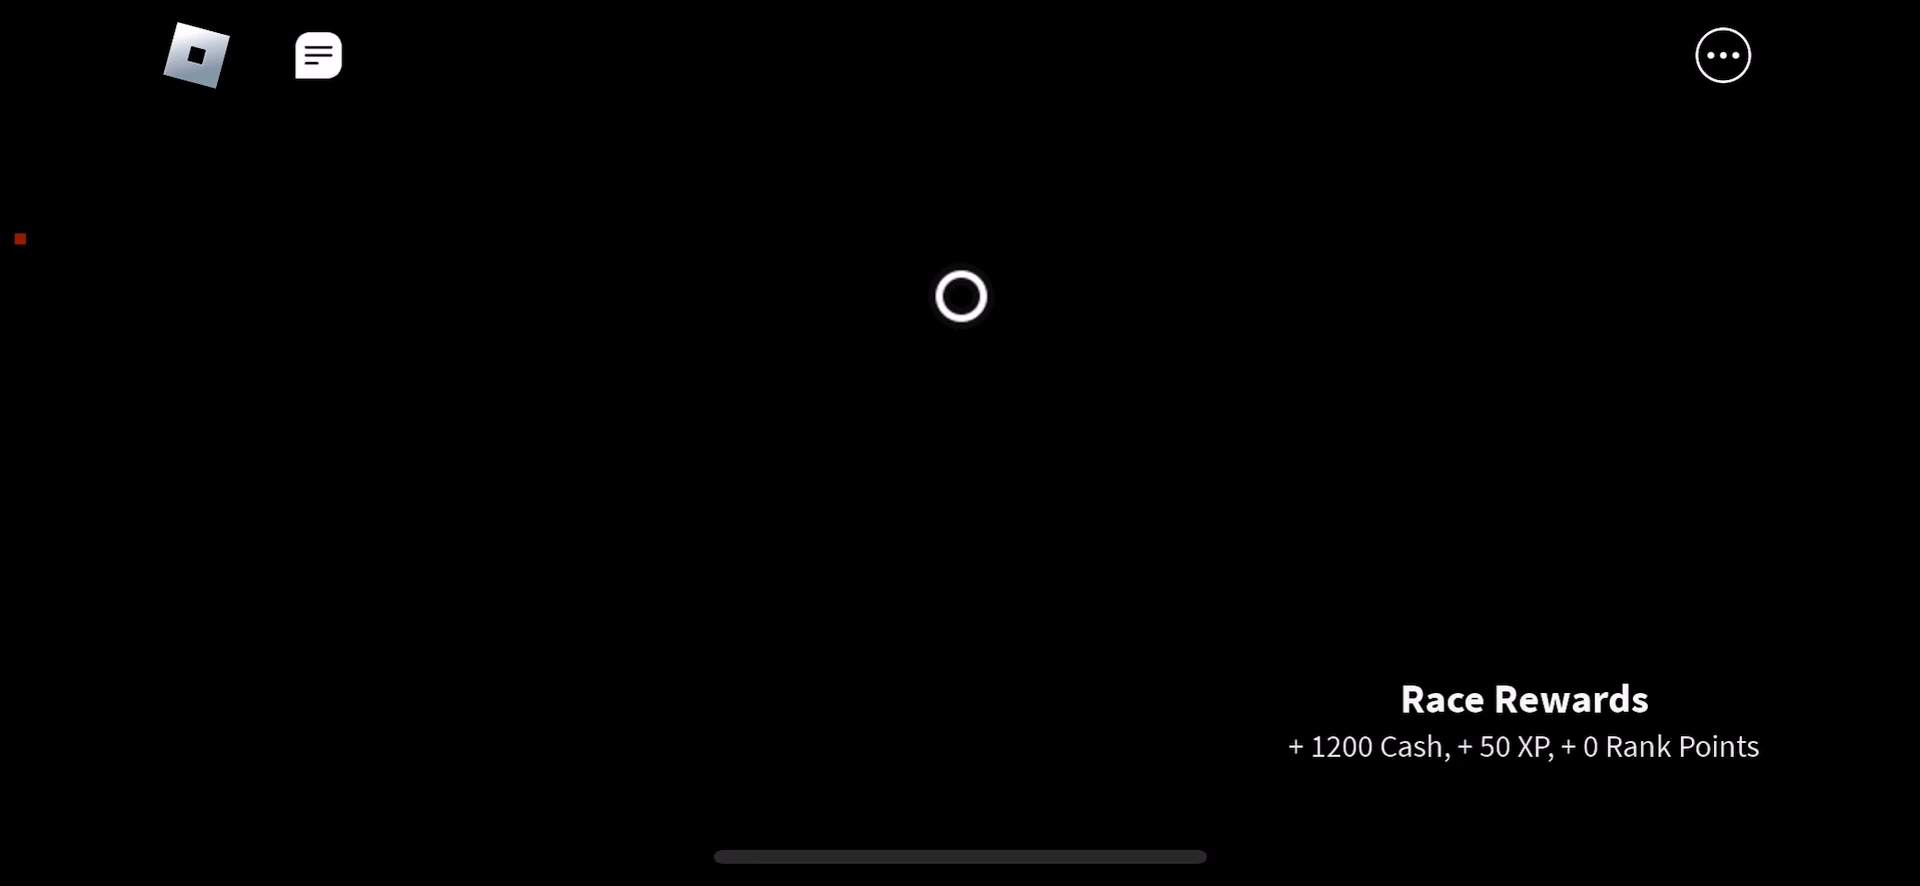 Race Rewards
+ 1200 Cash, + 50 XP, + 0 Rank Points